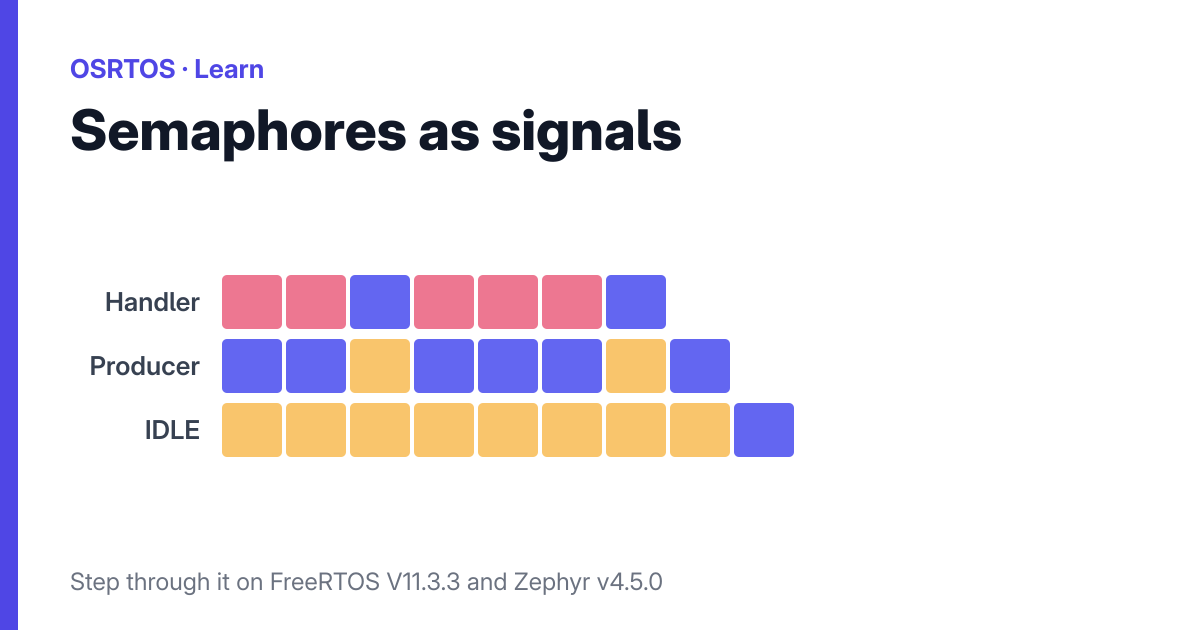 OSRTOS · Learn
Semaphores as signals
Handler
Producer
IDLE
Step through it on FreeRTOS V11.3.3 and Zephyr v4.5.0